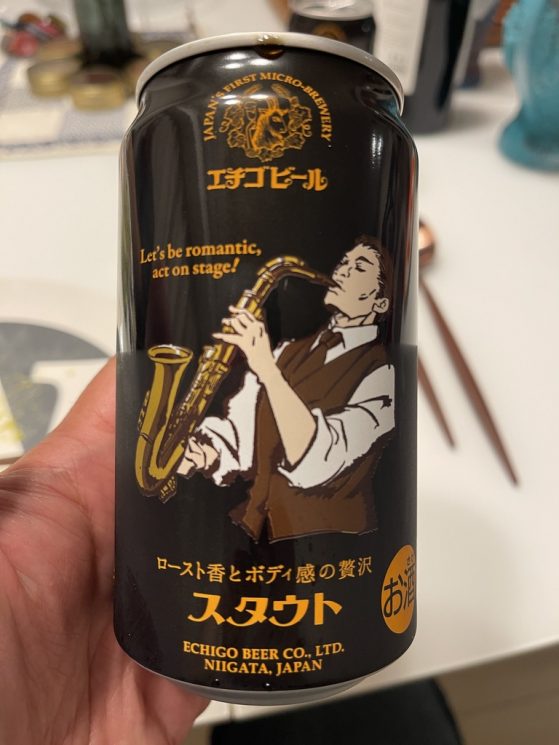 JAPAN'S FIRST MICRO-BREWERY
エチゴビール
Let's be romantic,
act on stage!
ロースト香とボディ感の贅沢
スタウト
お酒
ECHIGO BEER CO., LTD.
NIIGATA, JAPAN